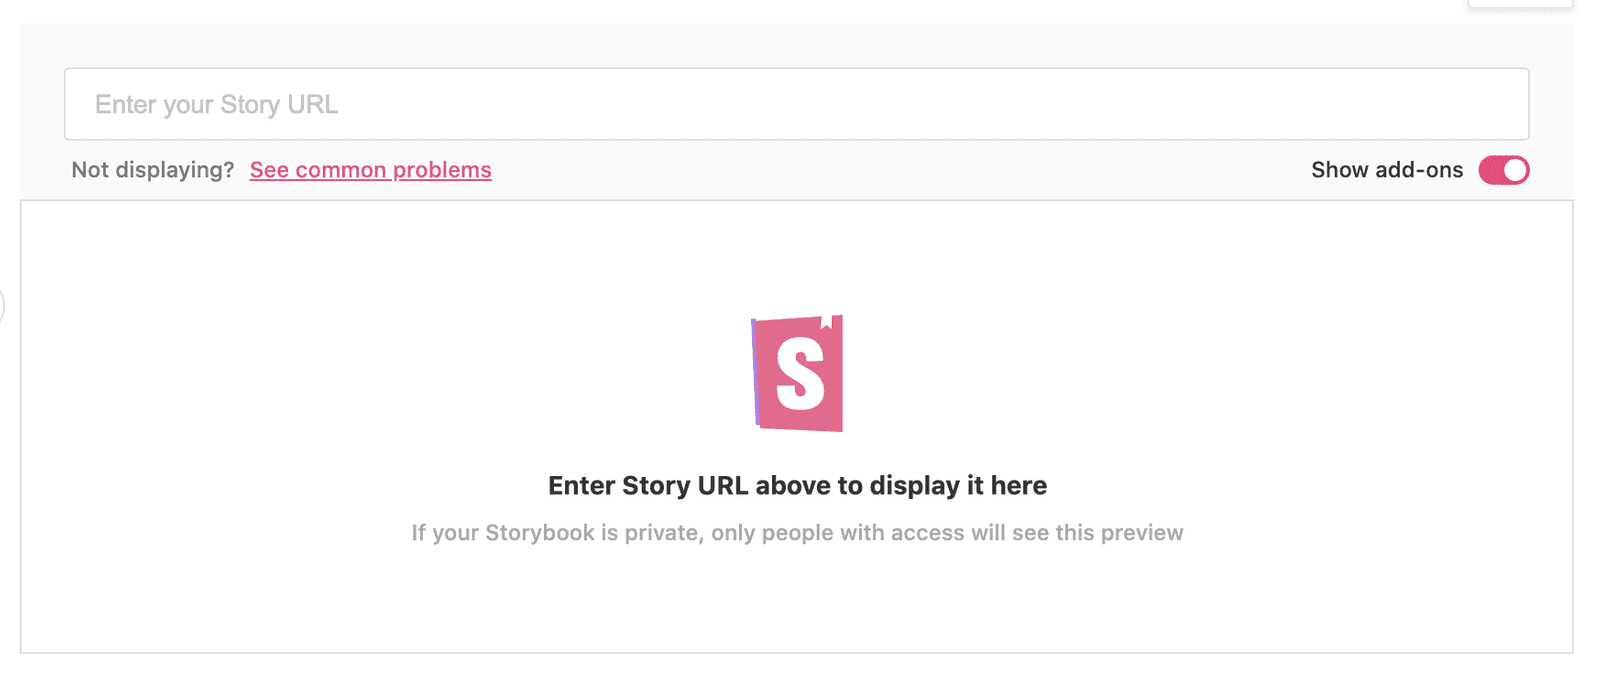 Enter your Story URL
Not displaying? See common problems Show add-ons
S
Enter Story URL above to display it here
If your Storybook is private, only people with access will see this preview